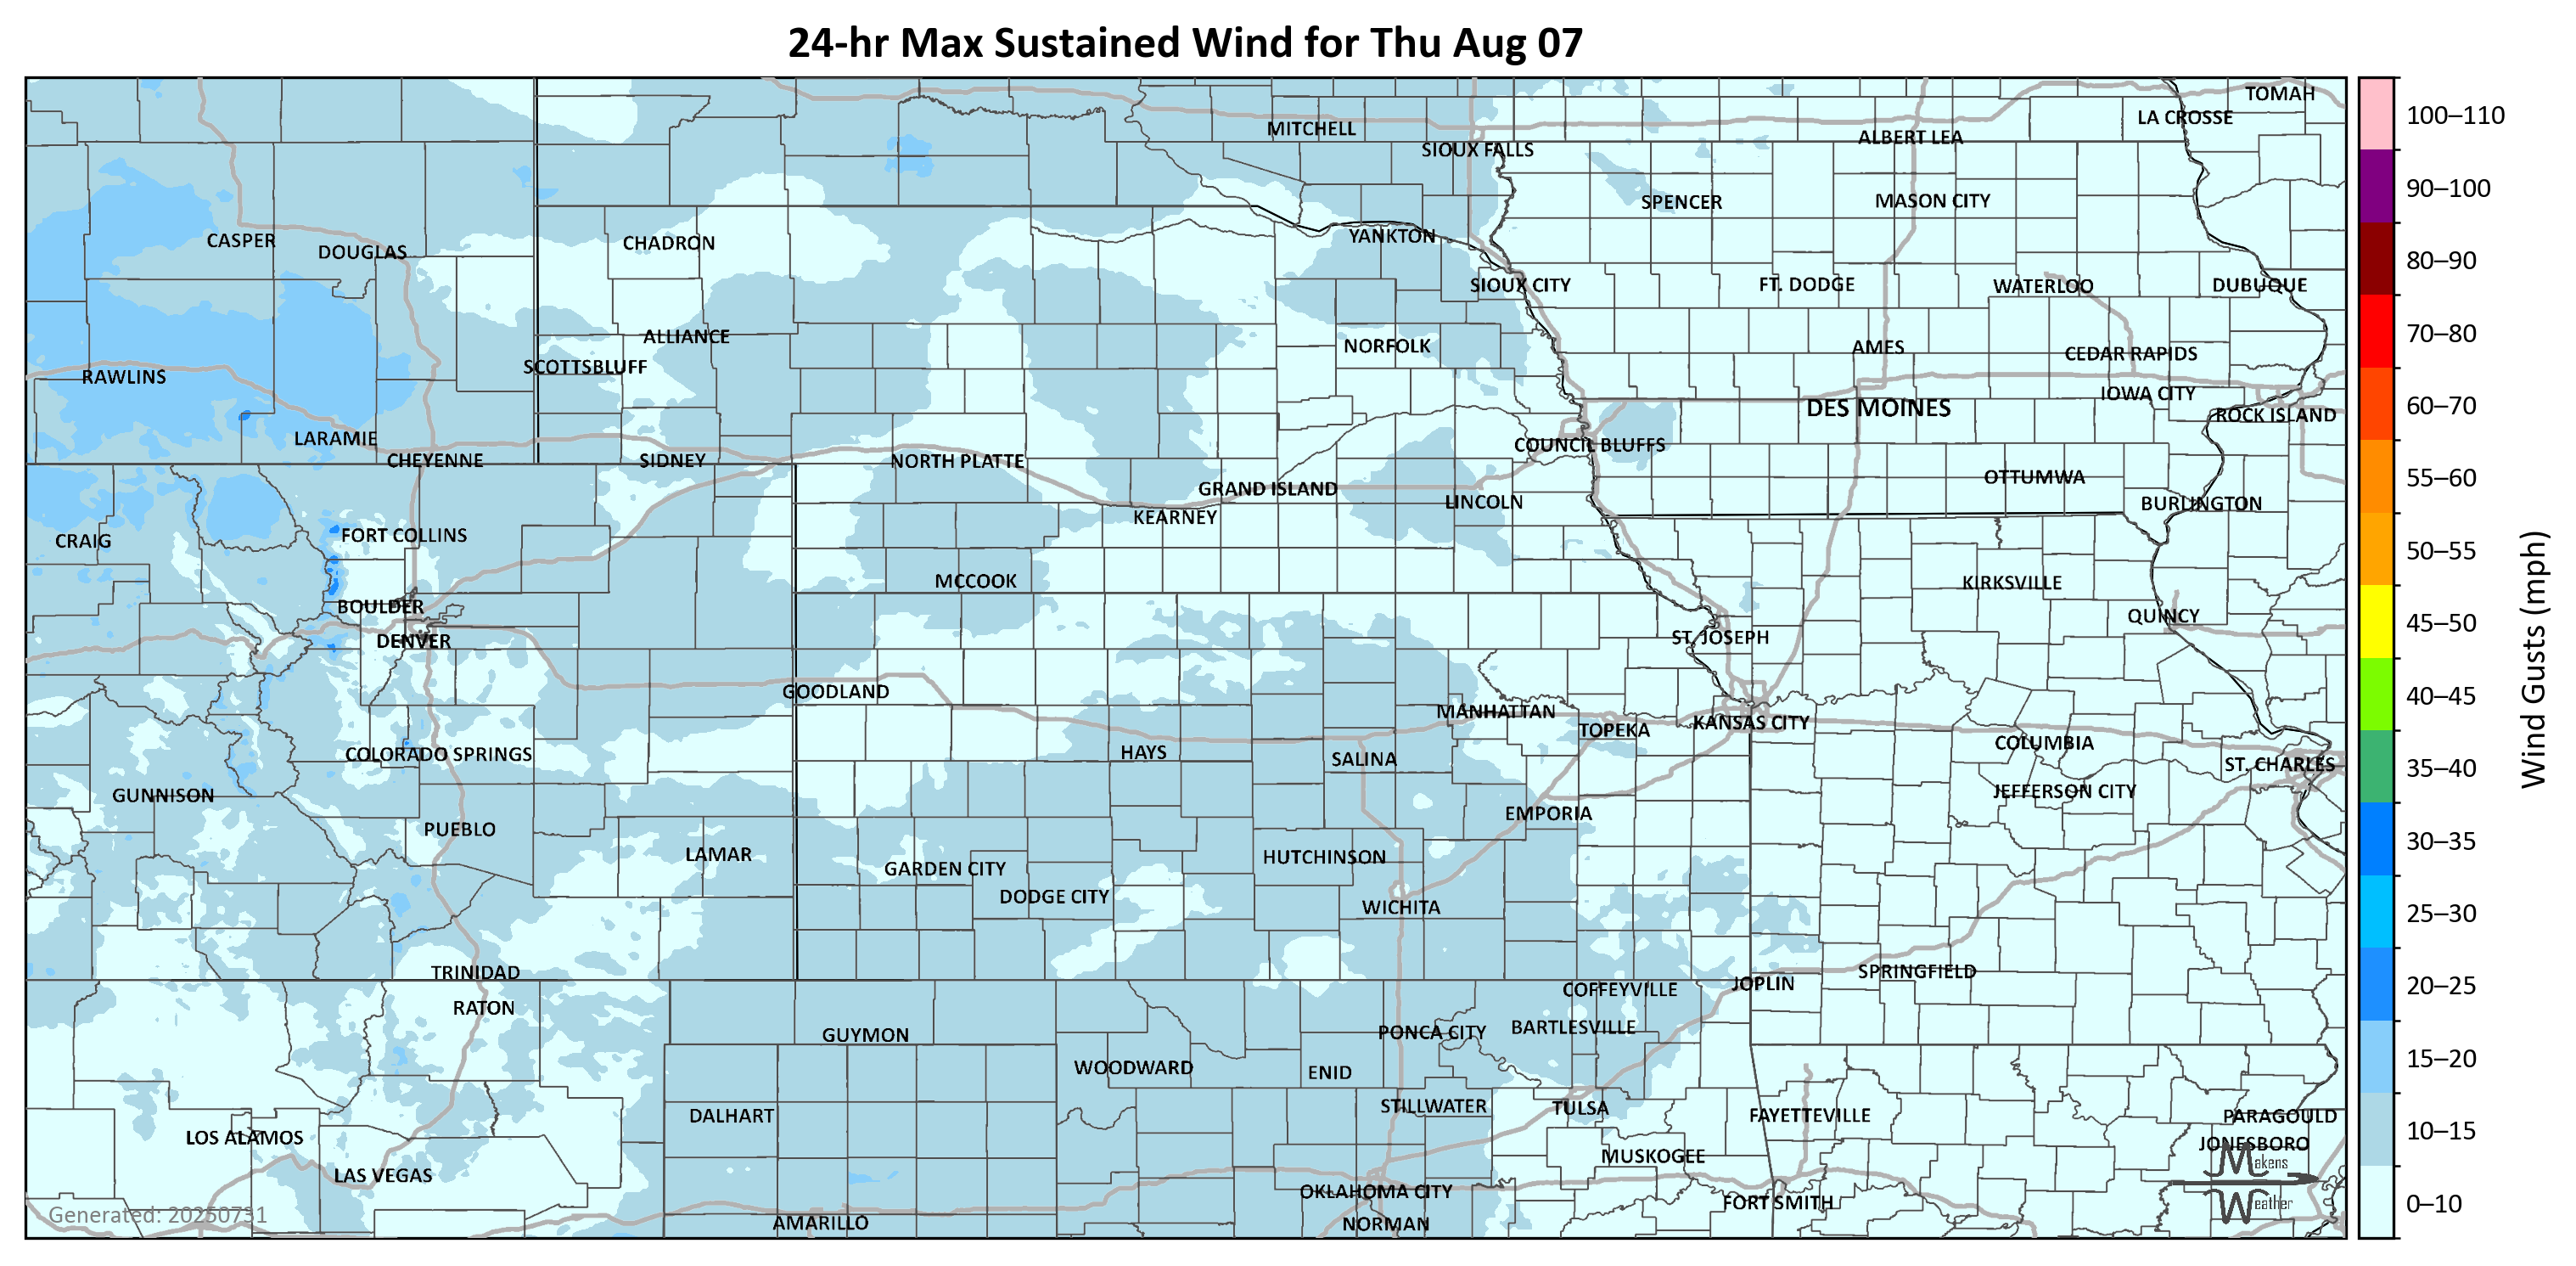 24-hr Max Sustained Wind for Thu Aug 07
TOMAH
LA CROSSE
MITCHELL
ALBERT LEA
SIOUX FALLS
SPENCER
MASON CITY
CASPER
DOUGLAS
CHADRON
YANKTON
SIOUX CITY
FT. DODGE
WATERLOO
DUBUQUE
ALLIANCE
NORFOLK
AMES
CEDAR RAPIDS
SCOTTSBLUFF
RAWLINS
IOWA CITY
DES MOINES
ROCK ISLAND
LARAMIE
COUNCIL BLUFFS
CHEYENNE
SIDNEY
NORTH PLATTE
OTTUMWA
GRAND ISLAND
LINCOLN
BURLINGTON
KEARNEY
FORT COLLINS
CRAIG
MCCOOK
KIRKSVILLE
BOULDER
QUINCY
DENVER
ST. JOSEPH
GOODLAND
MANHATTAN
TOPEKA
KANSAS CITY
COLUMBIA
COLORADO SPRINGS
HAYS
SALINA
ST. CHARLES
GUNNISON
JEFFERSON CITY
EMPORIA
PUEBLO
LAMAR
HUTCHINSON
GARDEN CITY
DODGE CITY
WICHITA
TRINIDAD
SPRINGFIELD
JOPLIN
COFFEYVILLE
RATON
GUYMON
PONCA CITY
BARTLESVILLE
WOODWARD
ENID
STILLWATER
TULSA
DALHART
FAYETTEVILLE
PARAGOULD
LOS ALAMOS
JONESBORO
MUSKOGEE
LAS VEGAS
OKLAHOMA CITY
FORT SMITH
AMARILLO
NORMAN
Generated: 20250731
Makens
Weather
100–110
90–100
80–90
70–80
60–70
55–60
50–55
45–50
40–45
35–40
30–35
25–30
20–25
15–20
10–15
0–10
Wind Gusts (mph)